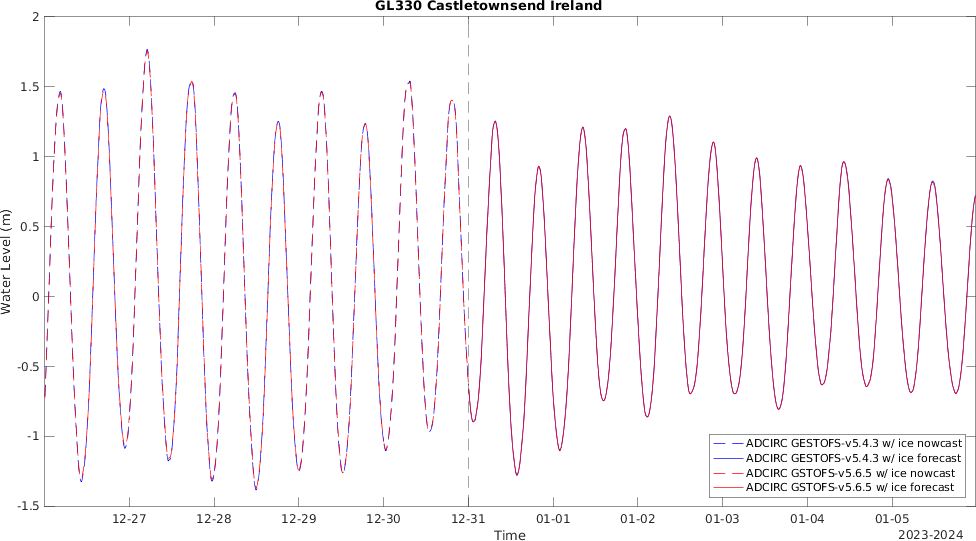 GL330 Castletownsend Ireland
2
1.5
1
0.5
0
-0.5
-1
-1.5
Water Level (m)
ADCIRC GESTOFS-v5.4.3 w/ ice nowcast
ADCIRC GESTOFS-v5.4.3 w/ ice forecast
ADCIRC GSTOFS-v5.6.5 w/ ice nowcast
ADCIRC GSTOFS-v5.6.5 w/ ice forecast
12-27 12-28 12-29 12-30 12-31 01-01 01-02 01-03 01-04 01-05
Time
2023-2024